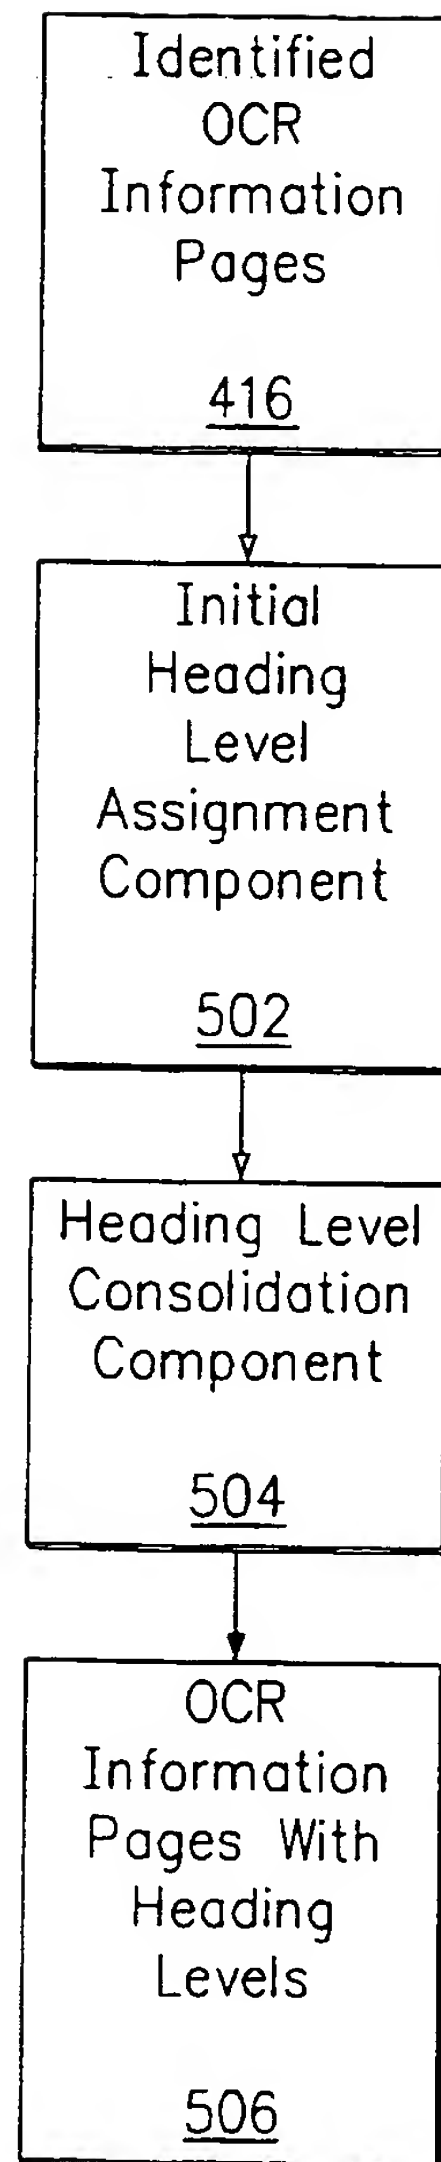 Identified
OCR
Information
Pages
416
Initial
Heading
Level
Assignment
Component
502
Heading Level
Consolidation
Component
504
OCR
Information
Pages With
Heading
Levels
506